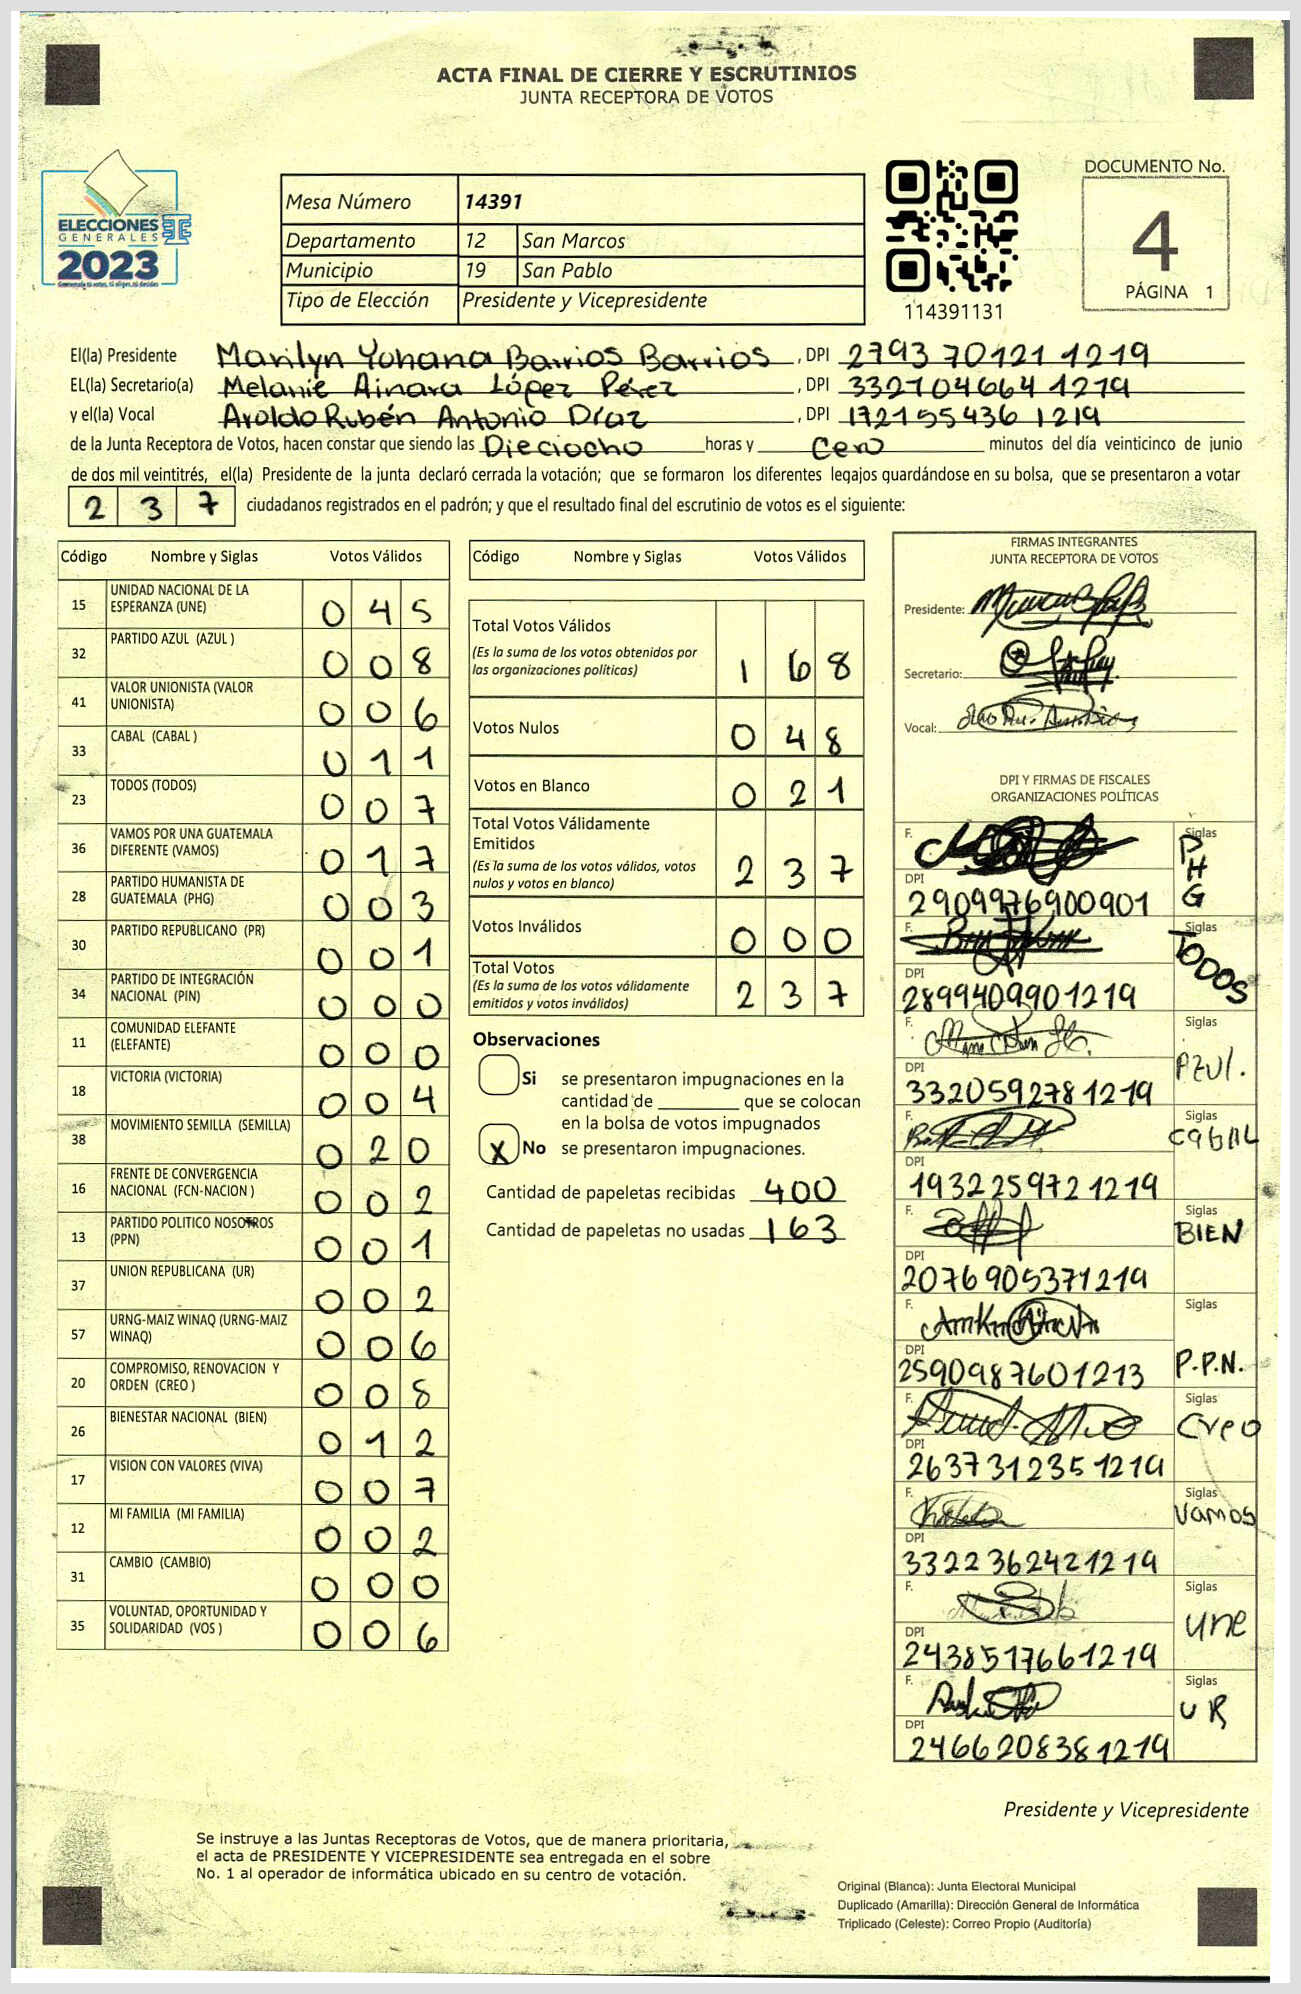 ACTA FINAL DE CIERRE Y ESCRUTINIOS
JUNTA RECEPTORA DE VOTOS
DOCUMENTO No.
4
PÁGINA 1
ELECCIONES
GENERALES
2023
Mesa Número 14391
Departamento 12 San Marcos
Municipio 19 San Pablo
Tipo de Elección Presidente y Vicepresidente
114391131
El(la) Presidente Marilyn Yohana Barrios Barrios , DPI 2793 70121 1219
EL(la) Secretario(a) Melanie Ainara López Pérez , DPI 332104664 1219
y el(la) Vocal Aroldo Rubén Antonio Díaz , DPI 172155436 1219
de la Junta Receptora de Votos, hacen constar que siendo las Dieciocho horas y Cero minutos del día veinticinco de junio
de dos mil veintitrés, el(la) Presidente de la junta declaró cerrada la votación; que se formaron los diferentes legajos guardándose en su bolsa, que se presentaron a votar
2 3 7 ciudadanos registrados en el padrón; y que el resultado final del escrutinio de votos es el siguiente:
Código Nombre y Siglas Votos Válidos
15 UNIDAD NACIONAL DE LA
ESPERANZA (UNE) 0 4 5
32 PARTIDO AZUL (AZUL ) 0 0 8
41 VALOR UNIONISTA (VALOR
UNIONISTA) 0 0 6
33 CABAL (CABAL ) 0 1 1
23 TODOS (TODOS) 0 0 7
36 VAMOS POR UNA GUATEMALA
DIFERENTE (VAMOS) 0 1 7
28 PARTIDO HUMANISTA DE
GUATEMALA (PHG) 0 0 3
30 PARTIDO REPUBLICANO (PR) 0 0 1
34 PARTIDO DE INTEGRACIÓN
NACIONAL (PIN) 0 0 0
11 COMUNIDAD ELEFANTE
(ELEFANTE) 0 0 0
18 VICTORIA (VICTORIA) 0 0 4
38 MOVIMIENTO SEMILLA (SEMILLA) 0 2 0
16 FRENTE DE CONVERGENCIA
NACIONAL (FCN-NACION ) 0 0 2
13 PARTIDO POLITICO NOSOTROS
(PPN) 0 0 1
37 UNION REPUBLICANA (UR) 0 0 2
57 URNG-MAIZ WINAQ (URNG-MAIZ
WINAQ) 0 0 6
20 COMPROMISO, RENOVACION Y
ORDEN (CREO ) 0 0 8
26 BIENESTAR NACIONAL (BIEN) 0 1 2
17 VISION CON VALORES (VIVA) 0 0 7
12 MI FAMILIA (MI FAMILIA) 0 0 2
31 CAMBIO (CAMBIO) 0 0 0
35 VOLUNTAD, OPORTUNIDAD Y
SOLIDARIDAD (VOS ) 0 0 6
Código Nombre y Siglas Votos Válidos
Total Votos Válidos
(Es la suma de los votos obtenidos por
las organizaciones políticas) 1 6 8
Votos Nulos 0 4 8
Votos en Blanco 0 2 1
Total Votos Válidamente
Emitidos
(Es la suma de los votos válidos, votos
nulos y votos en blanco) 2 3 7
Votos Inválidos 0 0 0
Total Votos
(Es la suma de los votos válidamente
emitidos y votos inválidos) 2 3 7
Observaciones
Si se presentaron impugnaciones en la
cantidad de ________ que se colocan
en la bolsa de votos impugnados
X No se presentaron impugnaciones.
Cantidad de papeletas recibidas 400
Cantidad de papeletas no usadas 163
FIRMAS INTEGRANTES
JUNTA RECEPTORA DE VOTOS
Presidente:
Secretario:
Vocal:
DPI Y FIRMAS DE FISCALES
ORGANIZACIONES POLÍTICAS
F. Siglas PHG
DPI
2909976900901
F. Siglas TODOS
DPI
2899409901219
F. Siglas AZUL.
DPI
3320592781219
F. Siglas CABAL
DPI
1932259721219
F. Siglas BIEN
DPI
2076905371219
F. Siglas P.P.N.
DPI
2590987601213
F. Siglas Creo
DPI
2637312351219
F. Siglas Vamos
DPI
3322362421219
F. Siglas une
DPI
2438517661219
F. Siglas UR
DPI
2466208381219
Presidente y Vicepresidente
Se instruye a las Juntas Receptoras de Votos, que de manera prioritaria,
el acta de PRESIDENTE Y VICEPRESIDENTE sea entregada en el sobre
No. 1 al operador de informática ubicado en su centro de votación.
Original (Blanca): Junta Electoral Municipal
Duplicado (Amarilla): Dirección General de Informática
Triplicado (Celeste): Correo Propio (Auditoría)